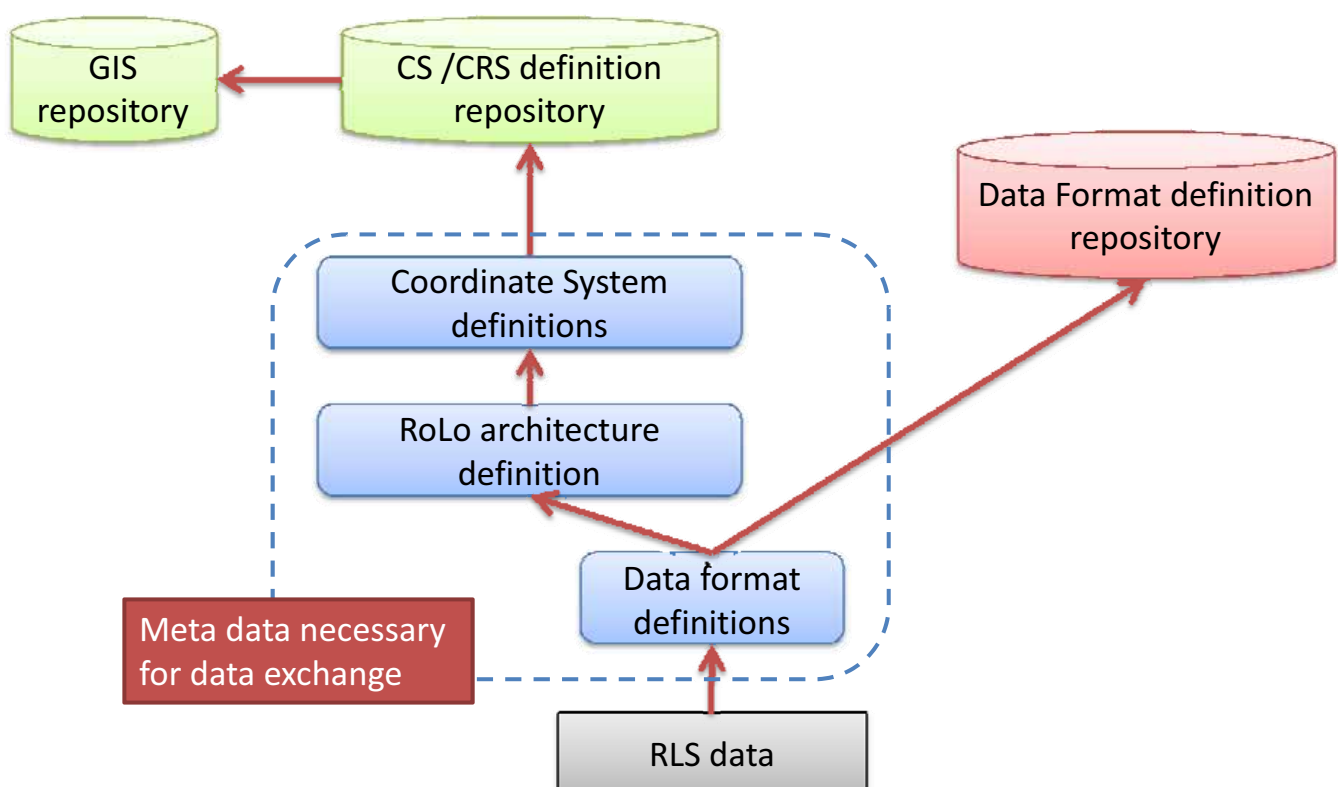 GIS
repository
CS /CRS definition
repository
Data Format definition
repository
Coordinate System
definitions
RoLo architecture
definition
Data format
definitions
Meta data necessary
for data exchange
RLS data